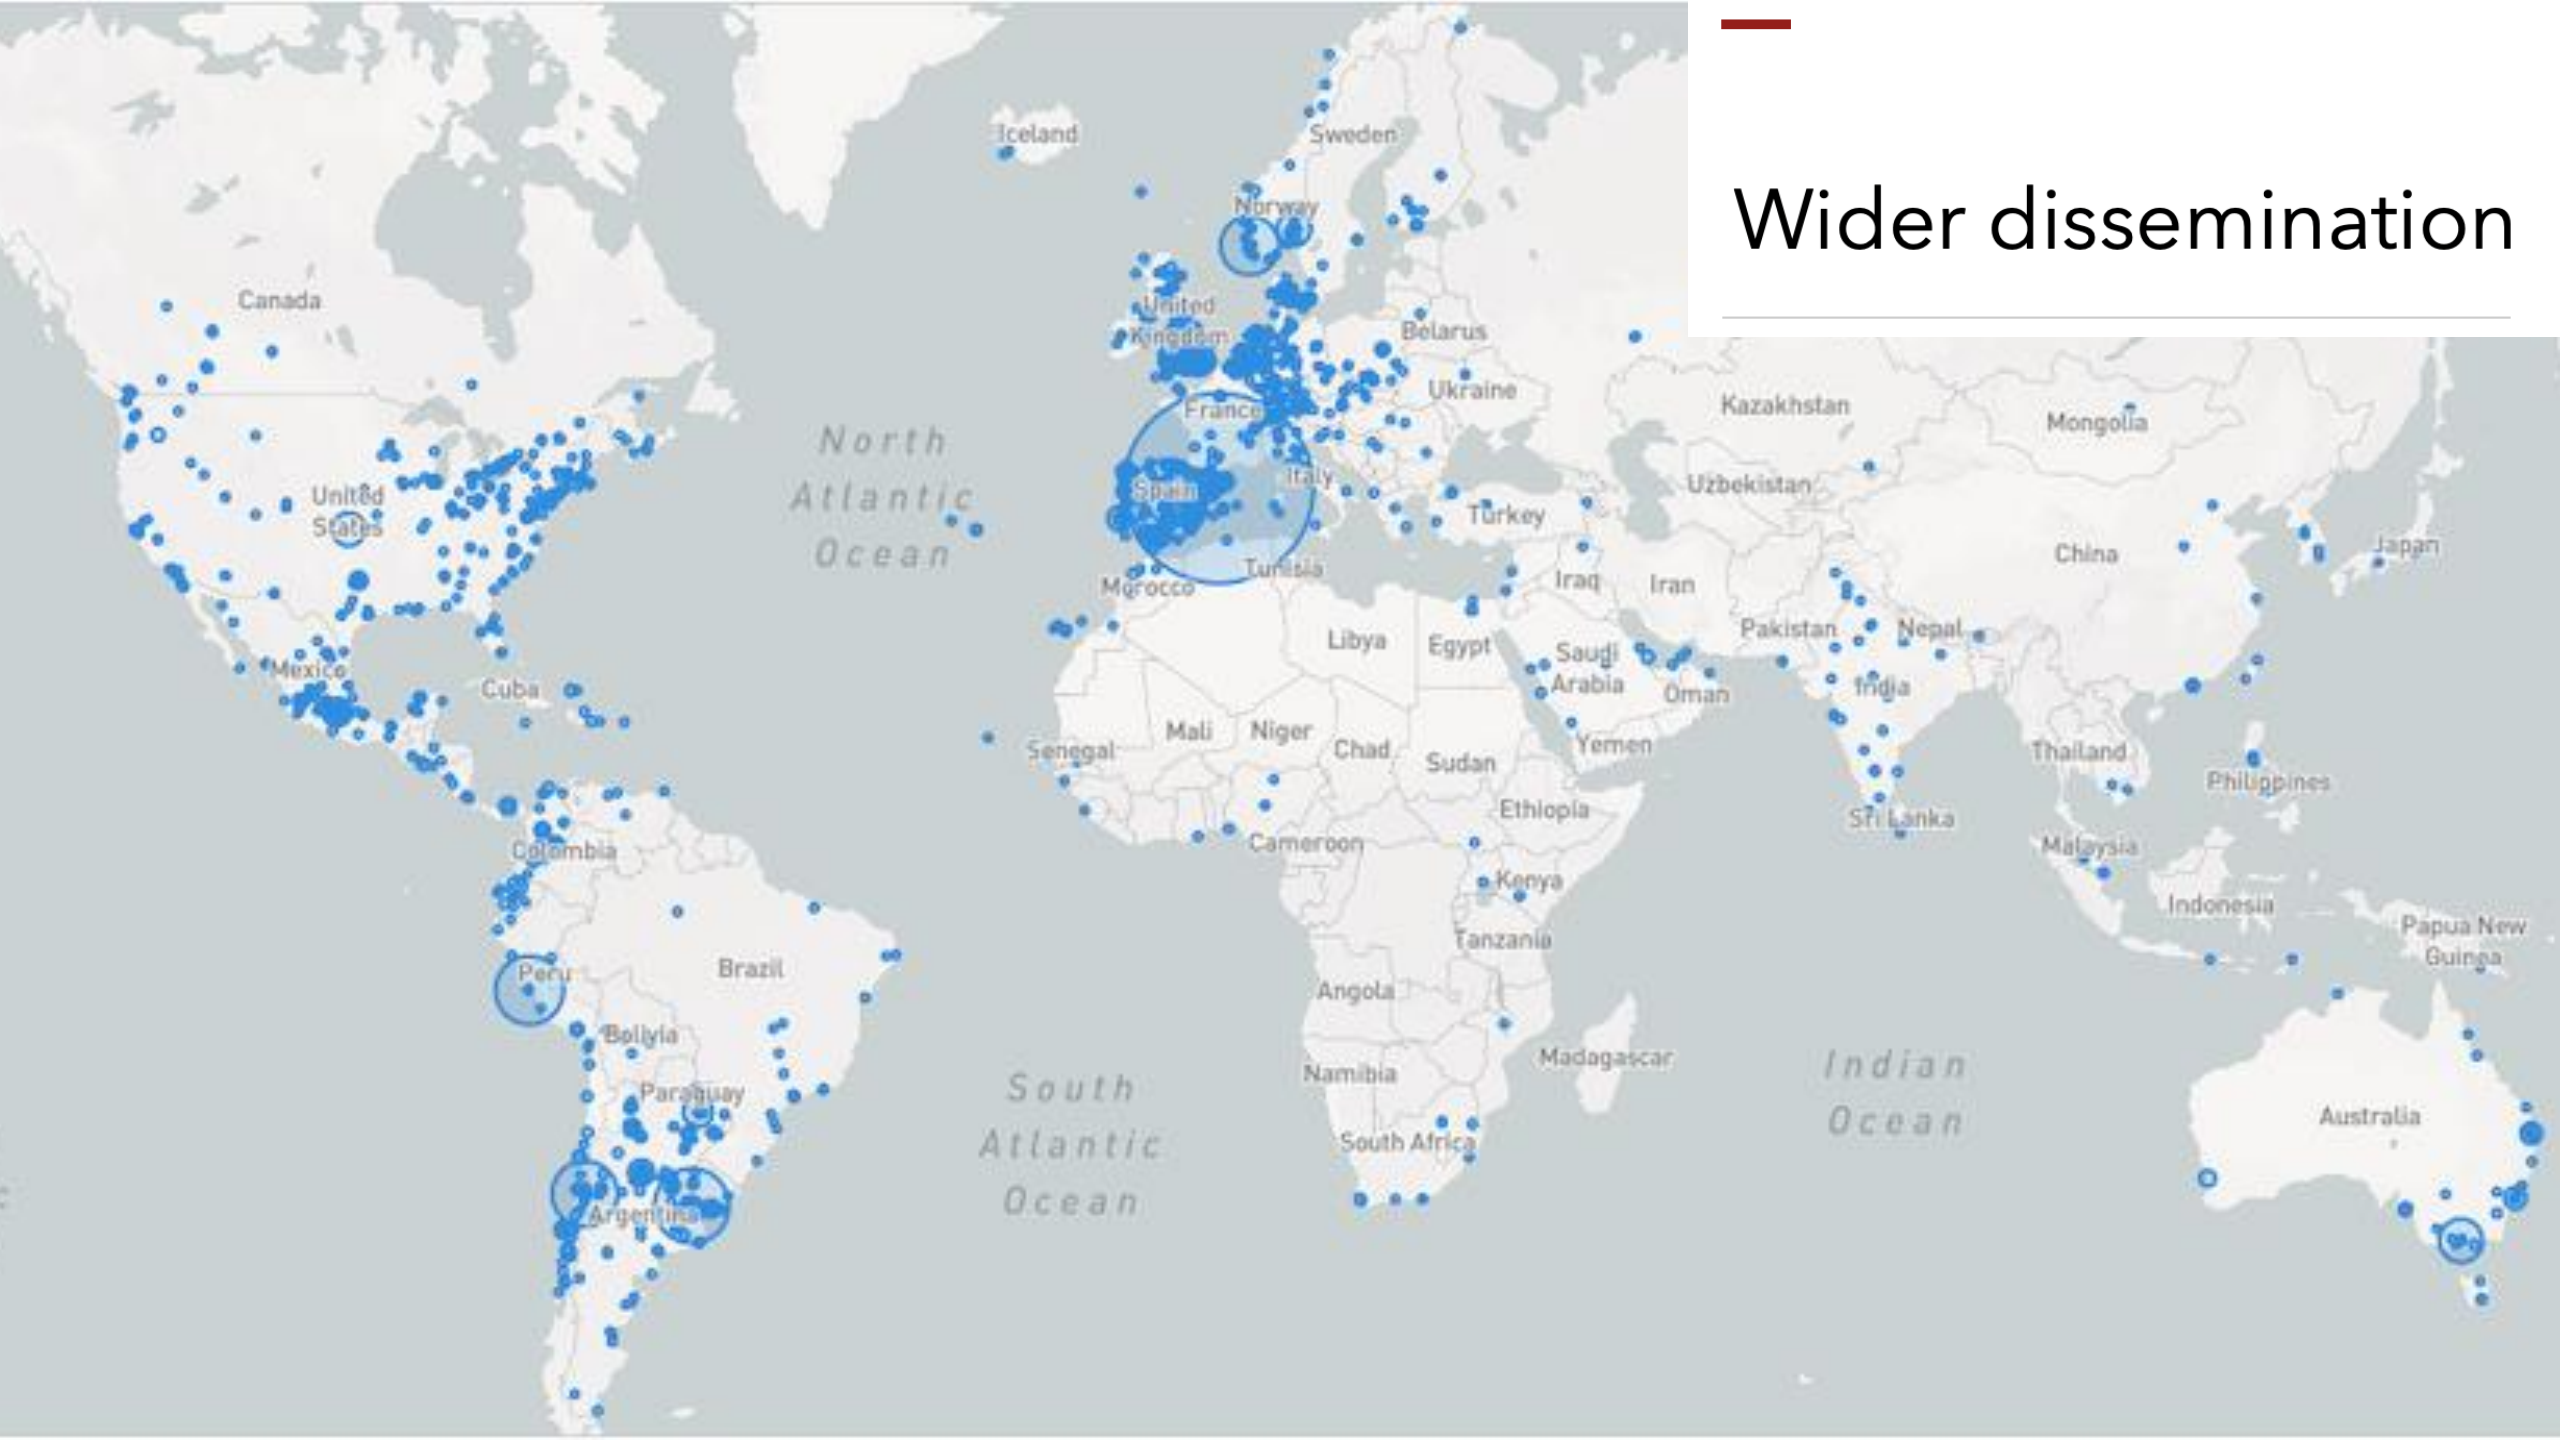 Wider dissemination
Iceland
Sweden
Norway
Canada
United
Kingdom
Belarus
Ukraine
France
Kazakhstan
Mongolia
North
Atlantic
Ocean
Spain
Italy
Uzbekistan
United
States
Turkey
China
Japan
Morocco
Tunisia
Iraq
Iran
Libya
Egypt
Pakistan
Nepal
Mexico
Cuba
Saudi
Arabia
Oman
India
Mali
Niger
Chad
Senegal
Sudan
Yemen
Thailand
Philippines
Ethiopia
Sri Lanka
Colombia
Cameroon
Malaysia
Kenya
Indonesia
Papua New
Guinea
Tanzania
Peru
Brazil
Angola
Bolivia
Madagascar
Namibia
Indian
Ocean
Paraguay
South
Atlantic
Ocean
South Africa
Australia
Argentina